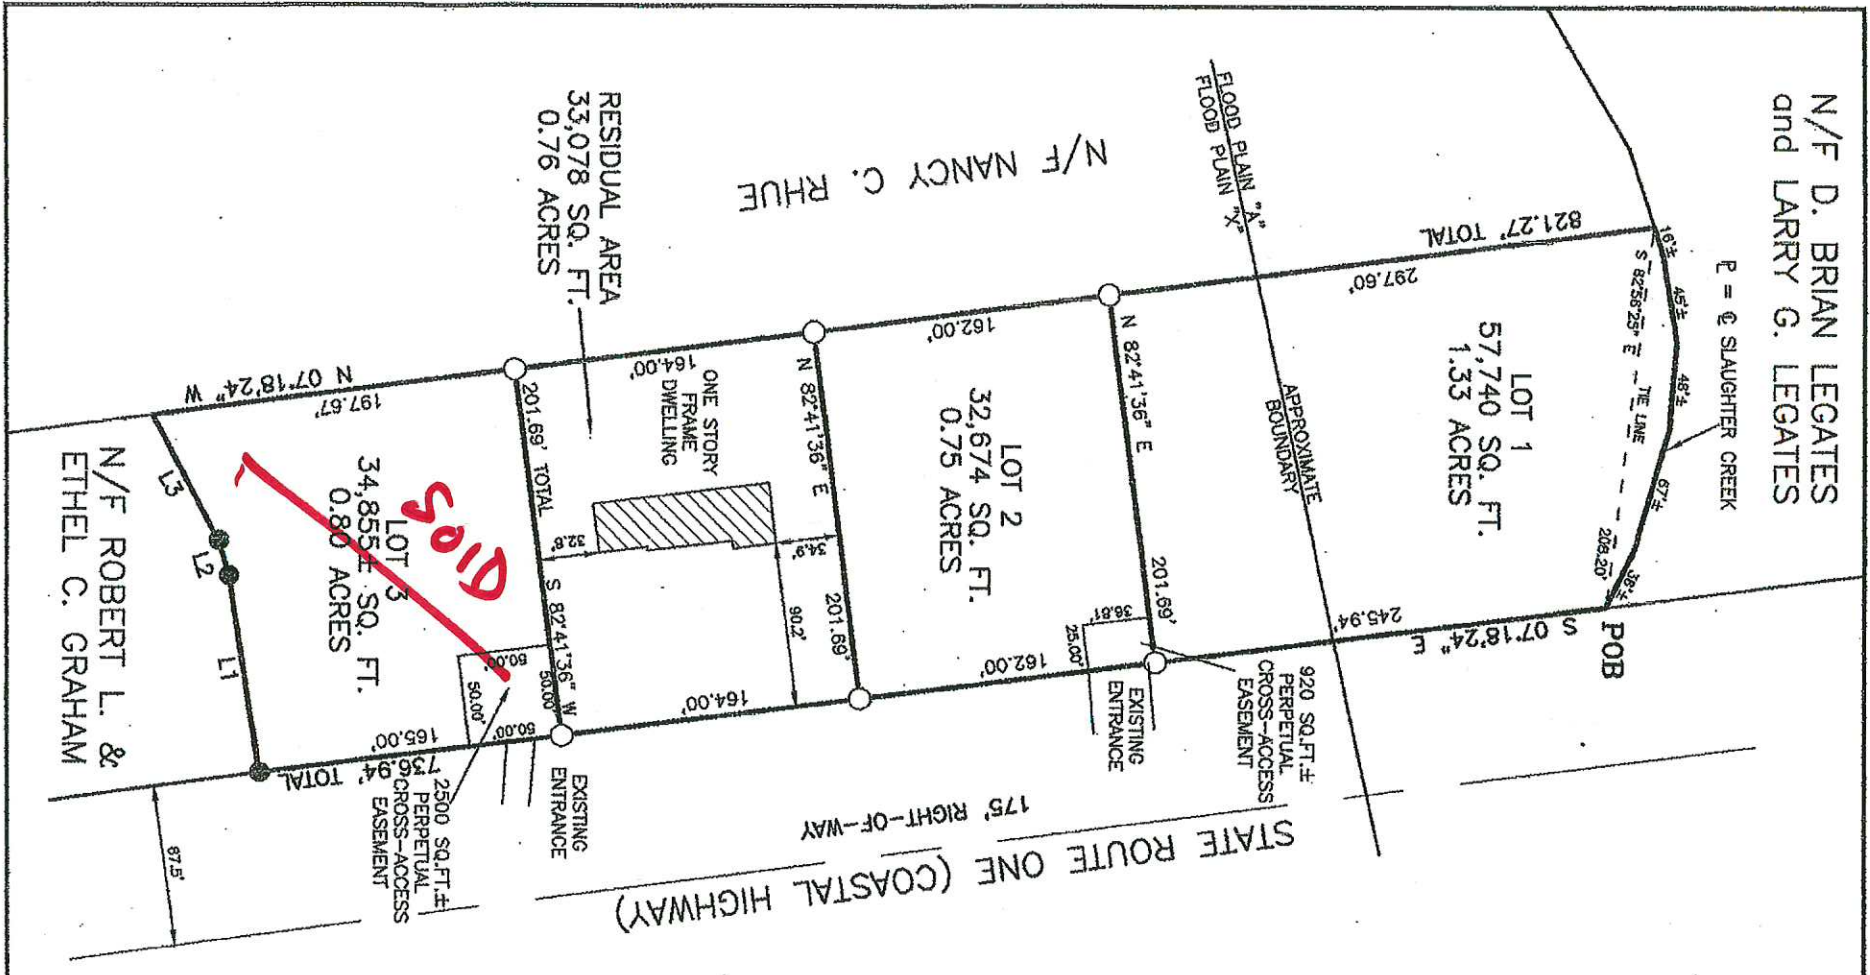 N/F D. BRIAN LEGATES
and LARRY G. LEGATES
P = C SLAUGHTER CREEK
16'±
45'±
48'±
67'±
36'±
S 82°58'25" E
TIE LINE
208.20'
POB
821.27' TOTAL
297.60'
LOT 1
57,740 SQ. FT.
1.33 ACRES
FLOOD PLAIN "A"
FLOOD PLAIN "X"
APPROXIMATE
BOUNDARY
S 07°18'24" E
245.94'
N/F NANCY C. RHUE
N 82°41'36" E
201.69'
162.00'
LOT 2
32,674 SQ. FT.
0.75 ACRES
36.81'
25.00'
162.00'
920 SQ.FT.±
PERPETUAL
CROSS-ACCESS
EASEMENT
EXISTING
ENTRANCE
N 82°41'36" E
201.69'
RESIDUAL AREA
33,078 SQ. FT.
0.76 ACRES
164.00'
ONE STORY
FRAME
DWELLING
34.9'
32.8'
90.2'
164.00'
201.69' TOTAL
S 82°41'36" W
50.00'
50.00'
50.00'
50.00'
EXISTING
ENTRANCE
N 07°18'24" W
197.67'
SOLD
LOT 3
34,855± SQ. FT.
0.80 ACRES
L3
L2
L1
165.00'
736.94' TOTAL
2500 SQ.FT.±
PERPETUAL
CROSS-ACCESS
EASEMENT
N/F ROBERT L. &
ETHEL C. GRAHAM
87.5'
175' RIGHT-OF-WAY
STATE ROUTE ONE (COASTAL HIGHWAY)